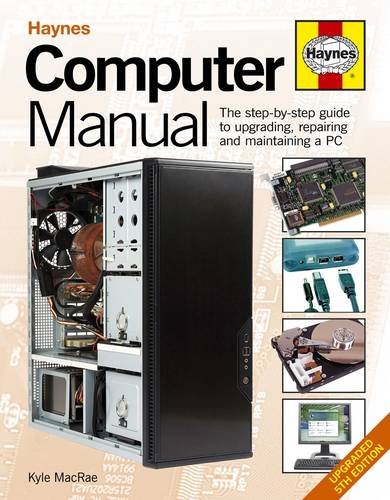 Haynes
Computer
Manual
Haynes
®
The step-by-step guide
to upgrading, repairing
and maintaining a PC
UPGRADED
5TH EDITION
Kyle MacRae